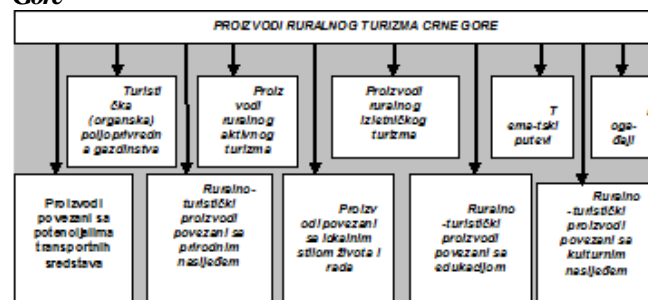 Gore
PROIZVODI RURALNOG TURIZMA CRNE GORE
Turisti
čka
(organska)
poljoprivredn
a gazdinstva
Proiz
vodi
ruralnog
aktivnog
turizma
Proizvodi
ruralnog
izletničkog
turizma
T
ema-tski
putevi
oga-
đaji
Proizvodi
povezani sa
potencijalima
transportnih
sredstava
Ruralno-
turistički
proizvodi
povezani sa
prirodnim
nasljeđem
Proizv
odi povezani
sa lokalnim
stilom života i
rada
Ruralno
-turistički
proizvodi
povezani sa
edukacijom
Ruralno
-turistički
proizvodi
povezani sa
kulturnim
nasljeđem